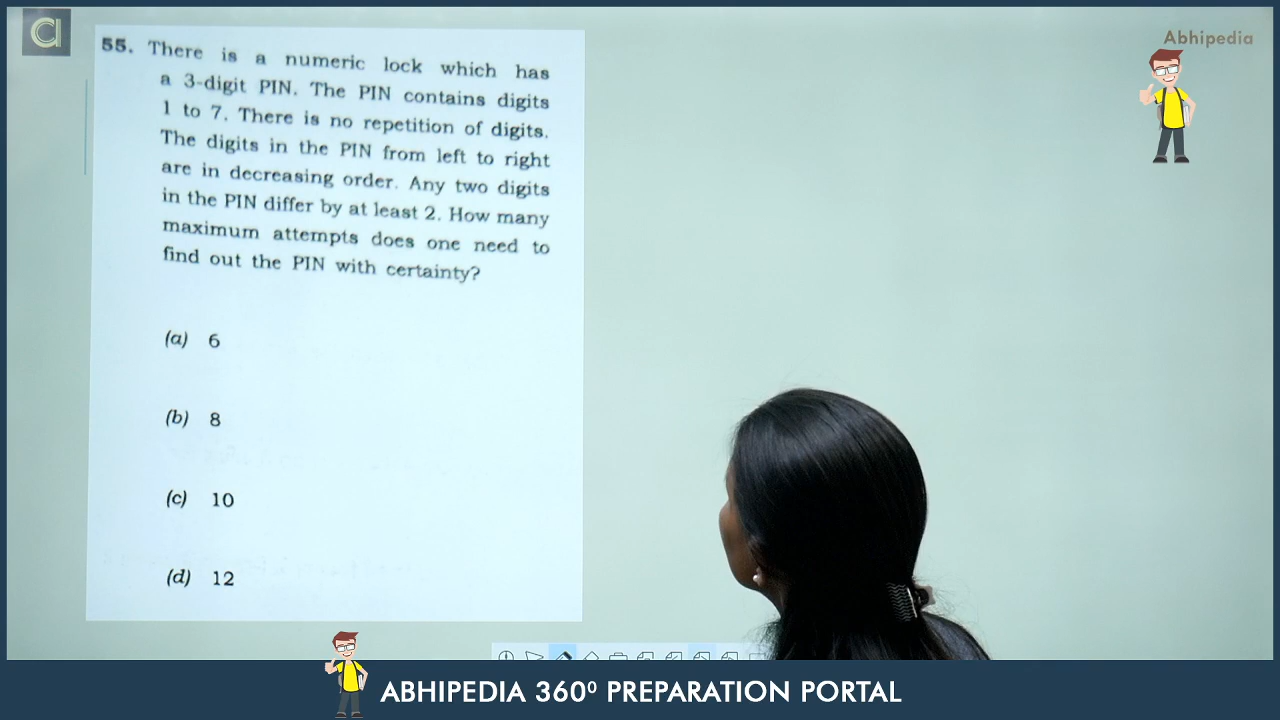 Abhipedia
55. There is a numeric lock which has
a 3-digit PIN. The PIN contains digits
1 to 7. There is no repetition of digits.
The digits in the PIN from left to right
are in decreasing order. Any two digits
in the PIN differ by at least 2. How many
maximum attempts does one need to
find out the PIN with certainty?
(a) 6
(b) 8
(c) 10
(d) 12
ABHIPEDIA 360⁰ PREPARATION PORTAL